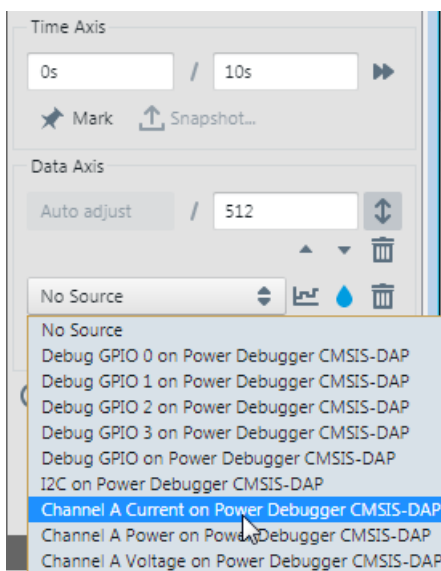 Time Axis
0s / 10s
Mark Snapshot...
Data Axis
Auto adjust / 512
No Source
No Source
Debug GPIO 0 on Power Debugger CMSIS-DAP
Debug GPIO 1 on Power Debugger CMSIS-DAP
Debug GPIO 2 on Power Debugger CMSIS-DAP
Debug GPIO 3 on Power Debugger CMSIS-DAP
Debug GPIO on Power Debugger CMSIS-DAP
I2C on Power Debugger CMSIS-DAP
Channel A Current on Power Debugger CMSIS-DAP
Channel A Power on Power Debugger CMSIS-DAP
Channel A Voltage on Power Debugger CMSIS-DAP